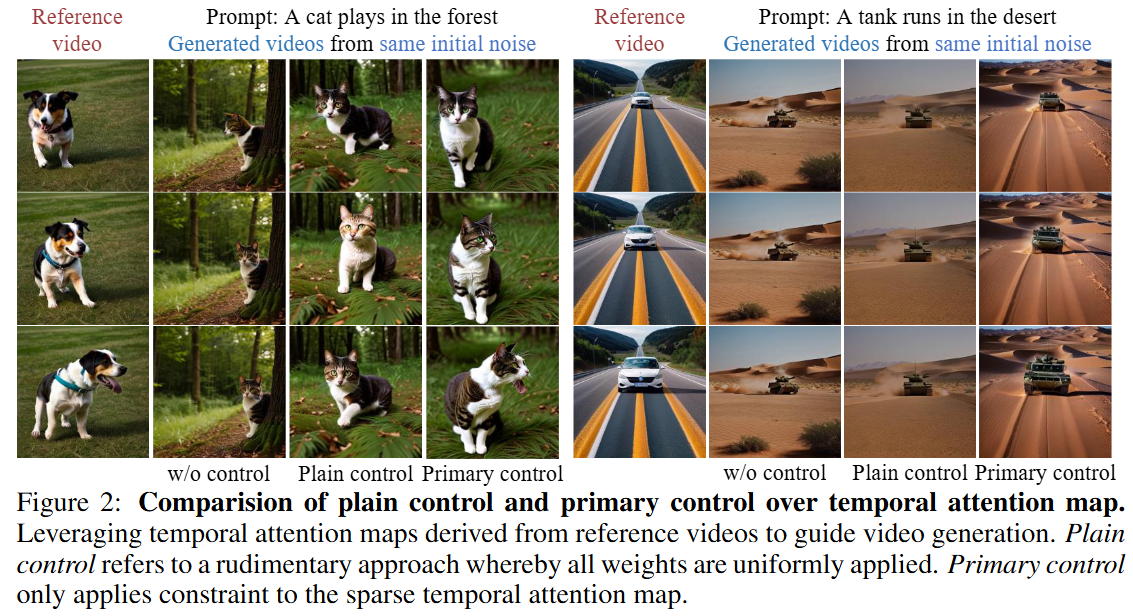 Reference
video
Prompt: A cat plays in the forest
Generated videos from same initial noise
Reference
video
Prompt: A tank runs in the desert
Generated videos from same initial noise
w/o control
Plain control
Primary control
w/o control
Plain control
Primary control
Figure 2: Comparision of plain control and primary control over temporal attention map.
Leveraging temporal attention maps derived from reference videos to guide video generation. Plain
control refers to a rudimentary approach whereby all weights are uniformly applied. Primary control
only applies constraint to the sparse temporal attention map.